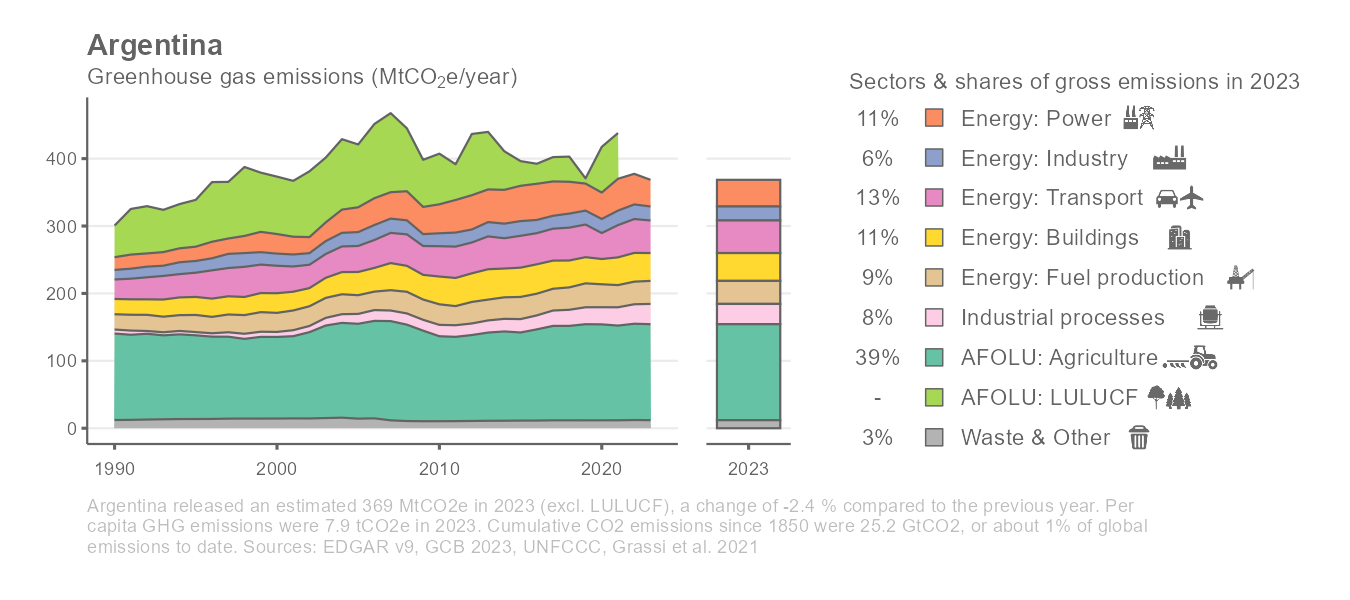 Argentina
Greenhouse gas emissions (MtCO₂e/year)
400
300
200
100
0
1990
2000
2010
2020
2023
Sectors & shares of gross emissions in 2023
11% Energy: Power
6% Energy: Industry
13% Energy: Transport
11% Energy: Buildings
9% Energy: Fuel production
8% Industrial processes
39% AFOLU: Agriculture
- AFOLU: LULUCF
3% Waste & Other
Argentina released an estimated 369 MtCO2e in 2023 (excl. LULUCF), a change of -2.4 % compared to the previous year. Per
capita GHG emissions were 7.9 tCO2e in 2023. Cumulative CO2 emissions since 1850 were 25.2 GtCO2, or about 1% of global
emissions to date. Sources: EDGAR v9, GCB 2023, UNFCCC, Grassi et al. 2021